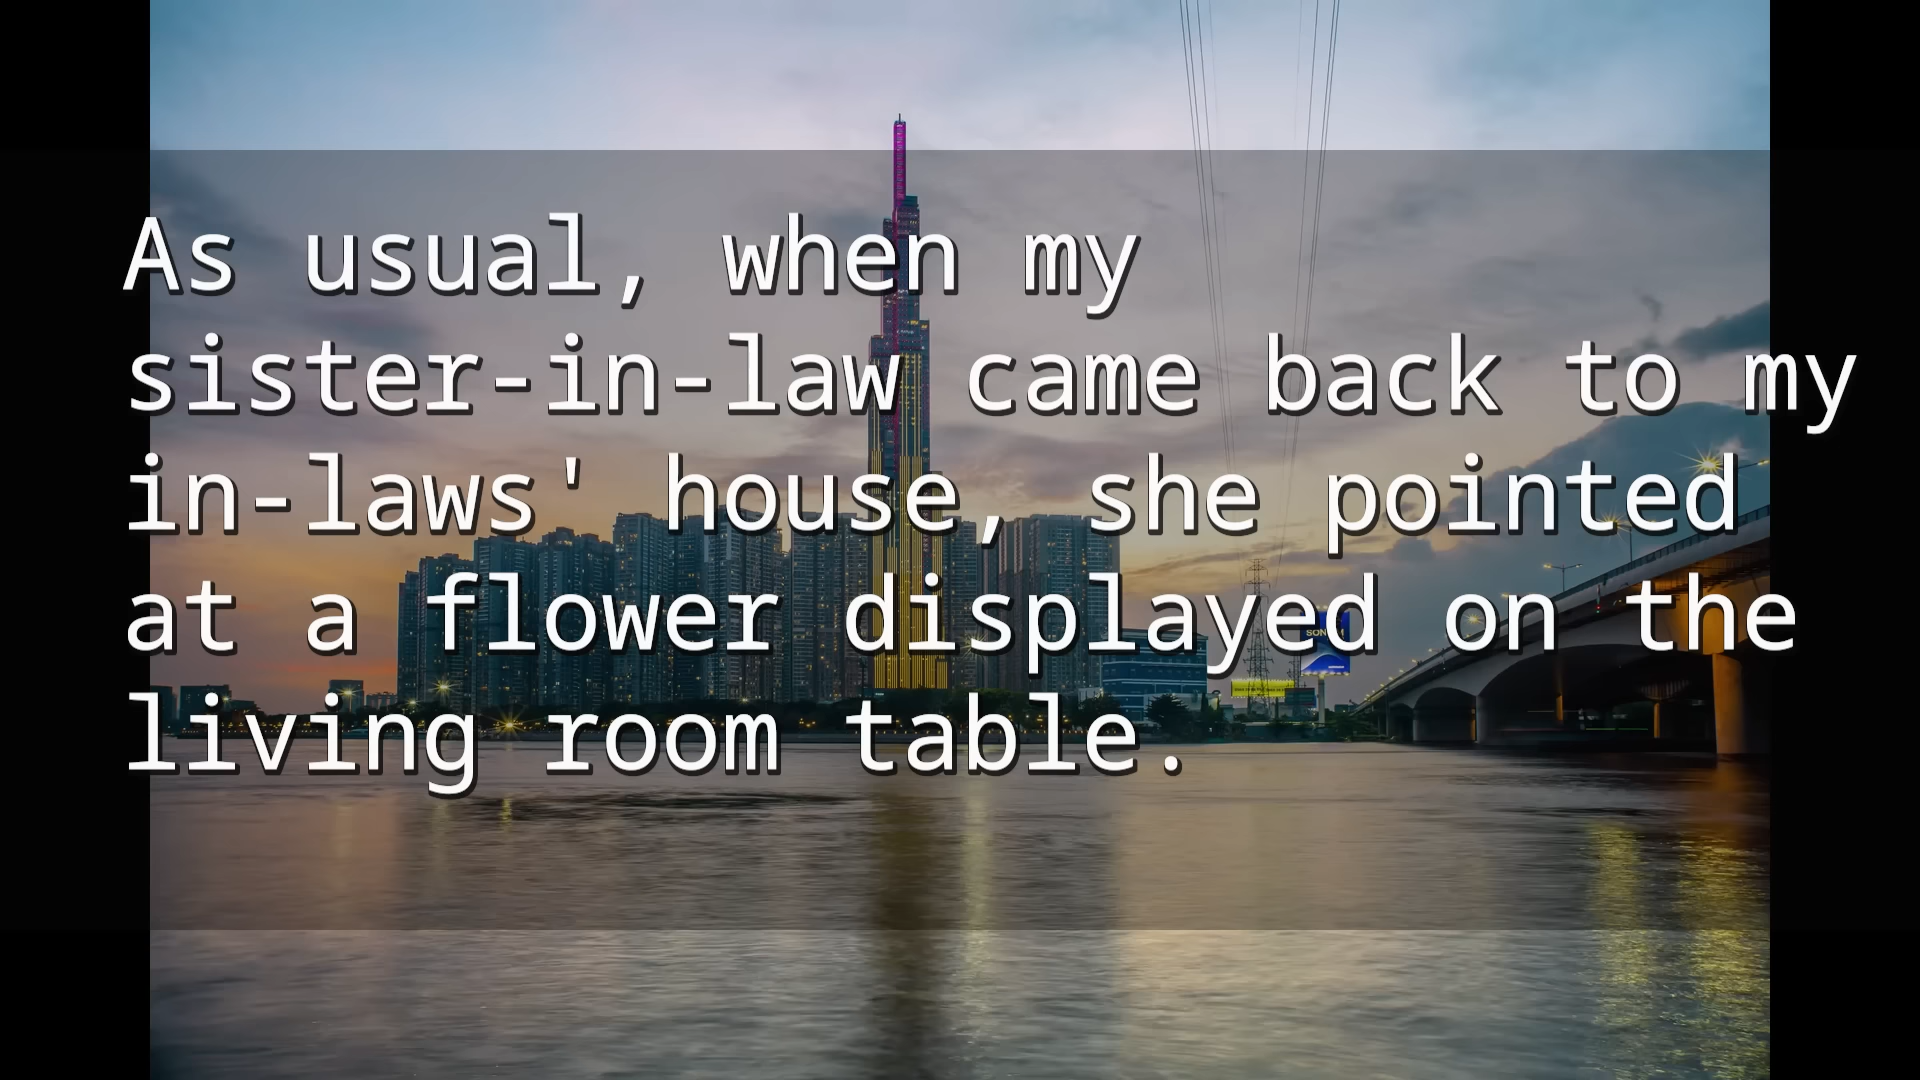 As usual, when my
sister-in-law came back to my
in-laws' house, she pointed
at a flower displayed on the
living room table.